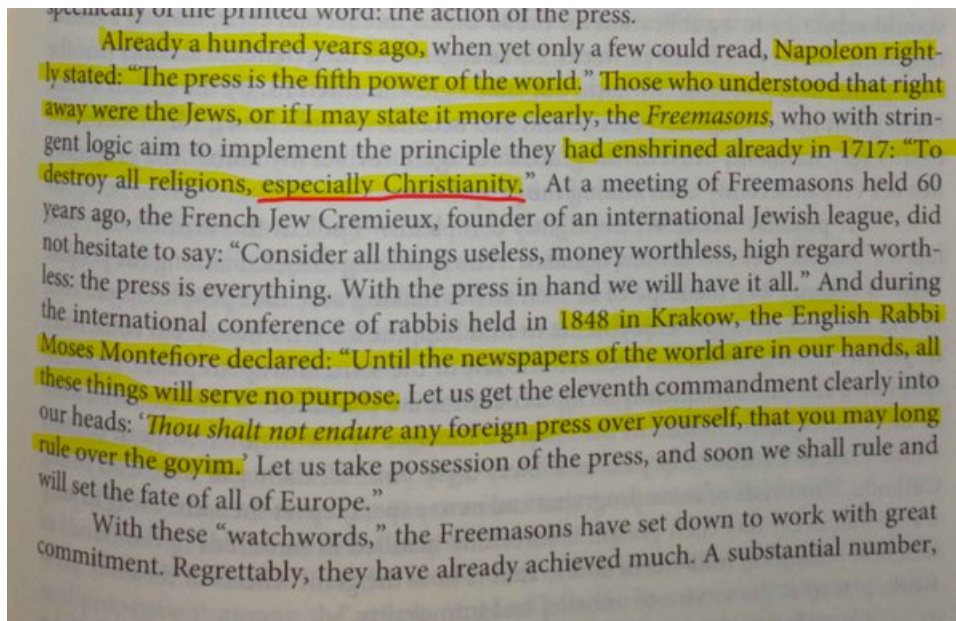 specifically of the printed word: the action of the press.
Already a hundred years ago, when yet only a few could read, Napoleon right-
ly stated: “The press is the fifth power of the world.” Those who understood that right
away were the Jews, or if I may state it more clearly, the Freemasons, who with strin-
gent logic aim to implement the principle they had enshrined already in 1717: “To
destroy all religions, especially Christianity.” At a meeting of Freemasons held 60
years ago, the French Jew Cremieux, founder of an international Jewish league, did
not hesitate to say: “Consider all things useless, money worthless, high regard worth-
less: the press is everything. With the press in hand we will have it all.” And during
the international conference of rabbis held in 1848 in Krakow, the English Rabbi
Moses Montefiore declared: “Until the newspapers of the world are in our hands, all
these things will serve no purpose. Let us get the eleventh commandment clearly into
our heads: ‘Thou shalt not endure any foreign press over yourself, that you may long
rule over the goyim.’ Let us take possession of the press, and soon we shall rule and
will set the fate of all of Europe.”
With these “watchwords,” the Freemasons have set down to work with great
commitment. Regrettably, they have already achieved much. A substantial number,